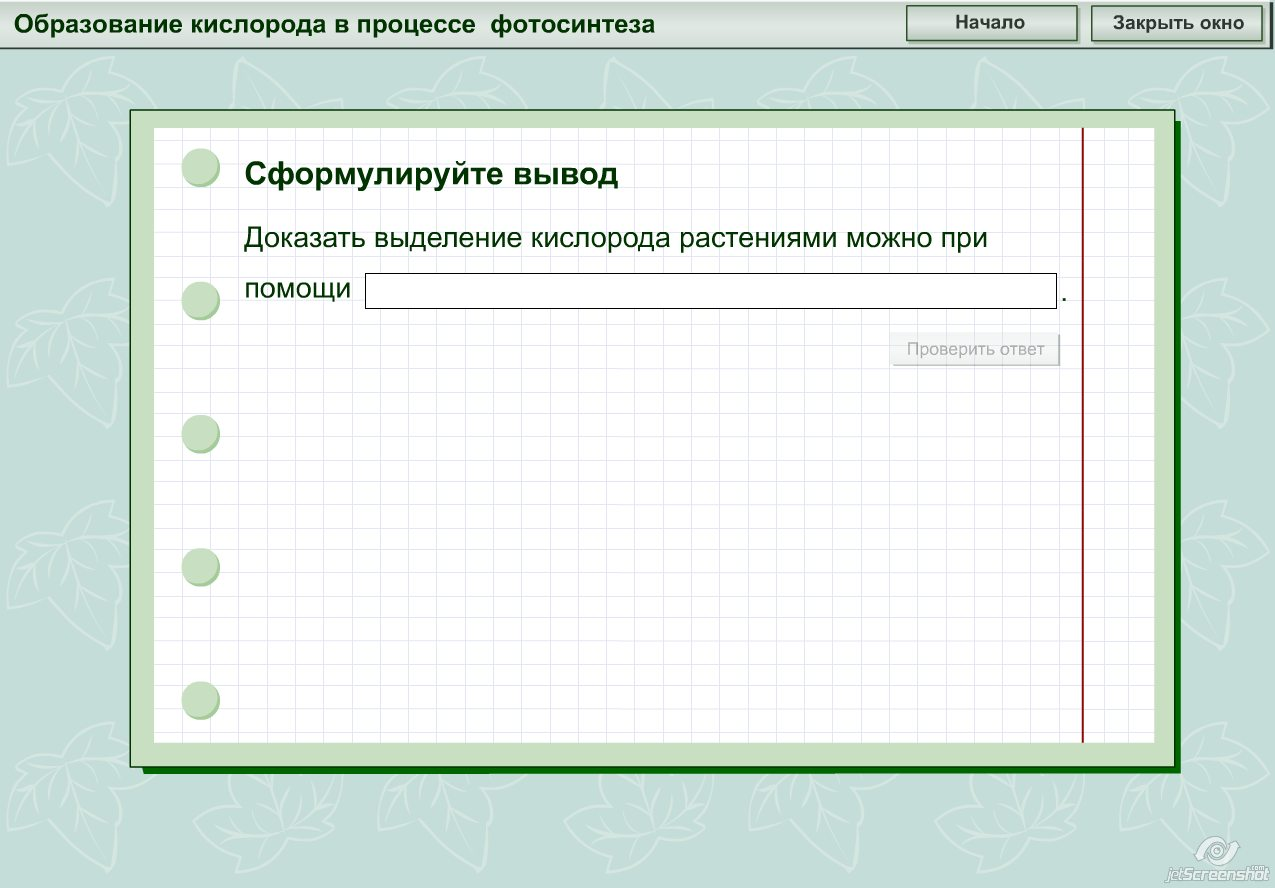 Образование кислорода в процессе фотосинтеза
Начало
Закрыть окно
Сформулируйте вывод
Доказать выделение кислорода растениями можно при
помощи .
Проверить ответ
jetScreenshot.com